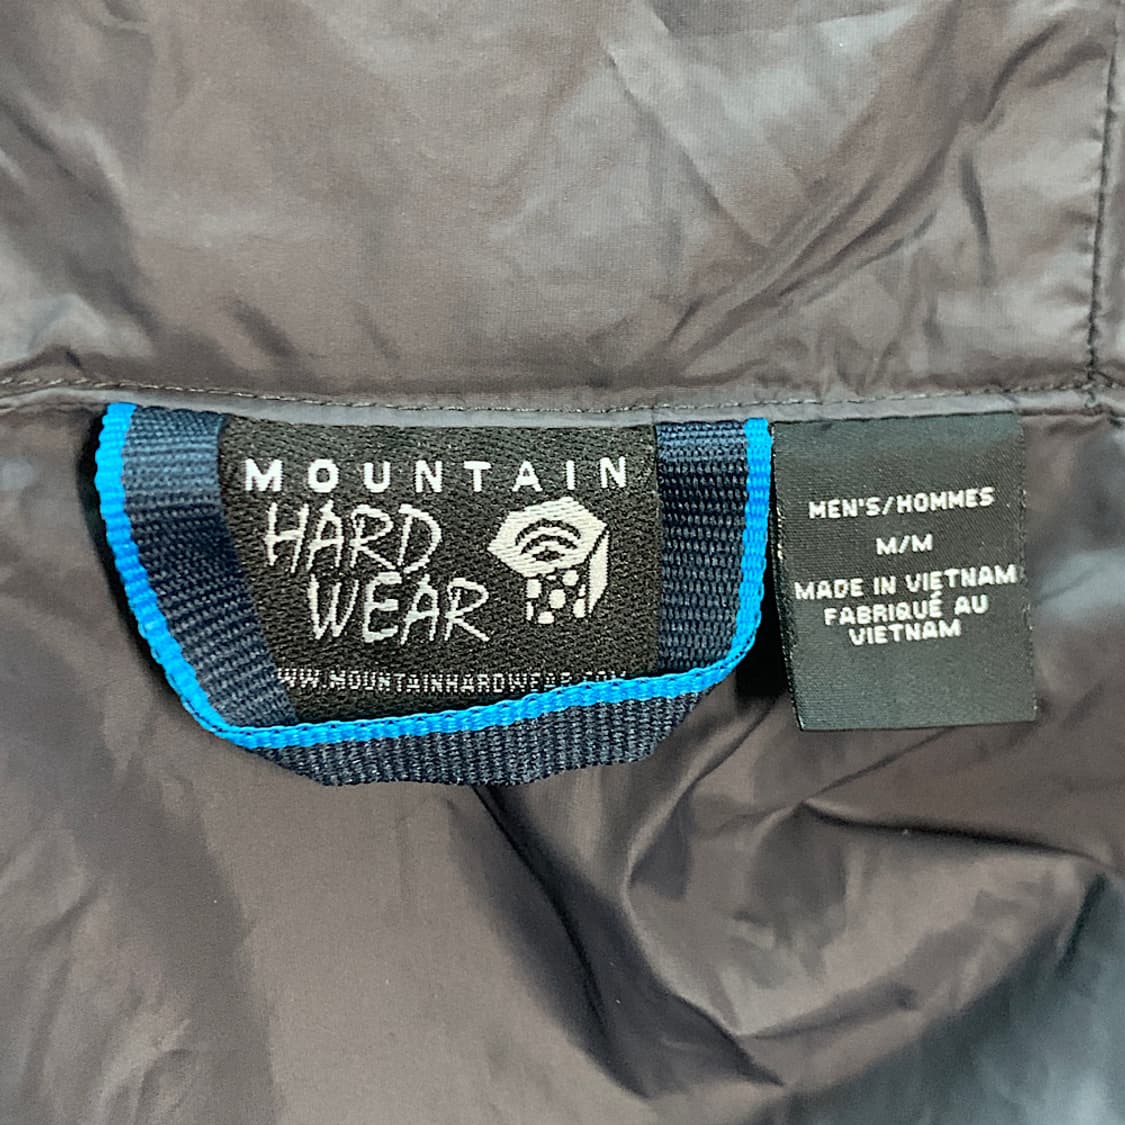 MOUNTAIN
HARD
WEAR
WWW.MOUNTAINHARDWEAR.COM
MEN'S/HOMMES
M/M
MADE IN VIETNAM
FABRIQUÉ AU
VIETNAM